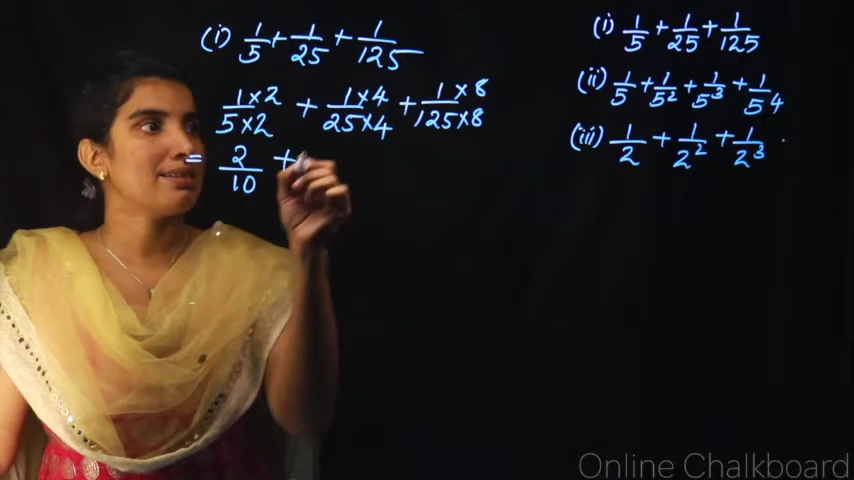 (i) 1/5 + 1/25 + 1/125
1×2/5×2 + 1×4/25×4 + 1×8/125×8
= 2/10 +
(i) 1/5 + 1/25 + 1/125
(ii) 1/5 + 1/5² + 1/5³ + 1/5⁴
(iii) 1/2 + 1/2² + 1/2³ .
Online Chalkboard